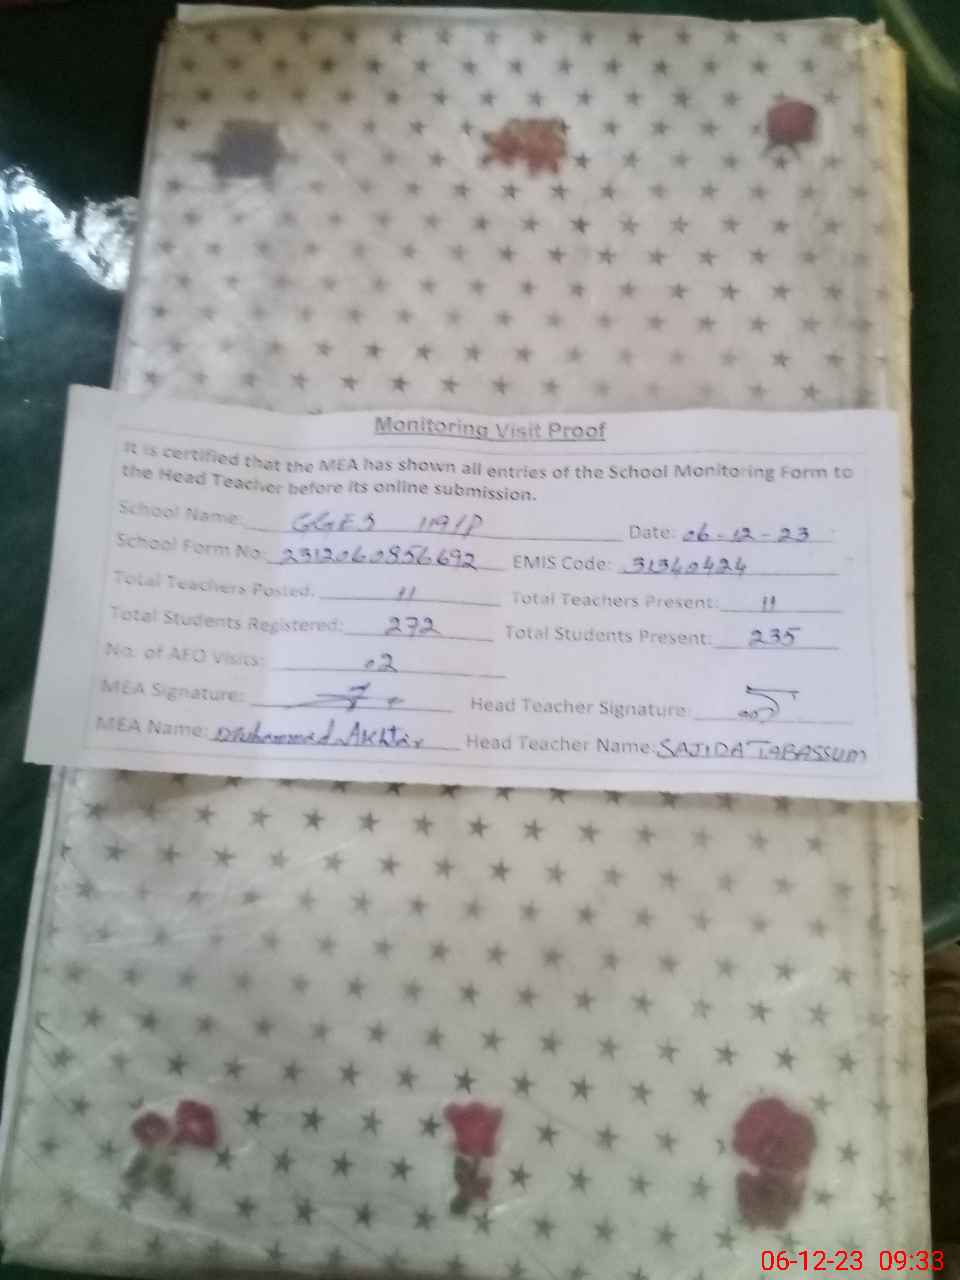 Monitoring Visit Proof
It is certified that the MEA has shown all entries of the School Monitoring Form to
the Head Teacher before its online submission.
School Name: GGES 119/P Date: 06-12-23
School Form No: 2312060856692 EMIS Code: 31340424
Total Teachers Posted: 11 Total Teachers Present: 11
Total Students Registered: 272 Total Students Present: 235
No. of AEO Visits: 02
MEA Signature: Head Teacher Signature:
MEA Name: Muhammad Akhtar Head Teacher Name: SAJIDA TABASSUM
06-12-23 09:33